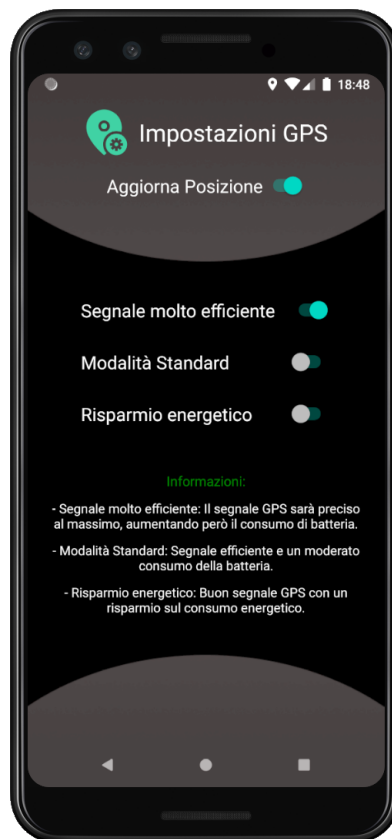 18:48
Impostazioni GPS
Aggiorna Posizione
Segnale molto efficiente
Modalità Standard
Risparmio energetico
Informazioni:
- Segnale molto efficiente: Il segnale GPS sarà preciso
al massimo, aumentando però il consumo di batteria.
- Modalità Standard: Segnale efficiente e un moderato
consumo della batteria.
- Risparmio energetico: Buon segnale GPS con un
risparmio sul consumo energetico.